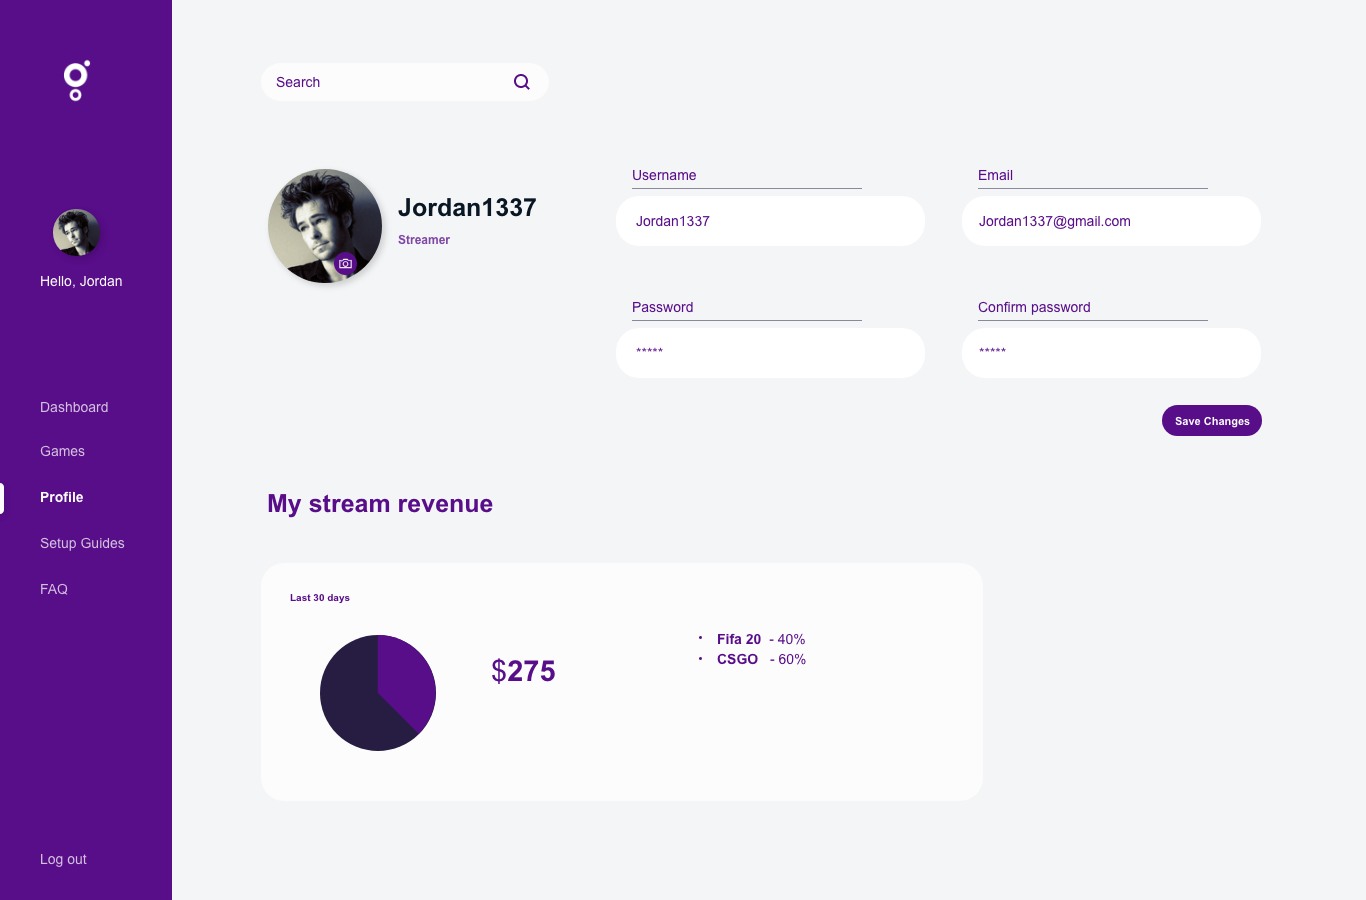 Search
Hello, Jordan
Dashboard
Games
Profile
Setup Guides
FAQ
Log out
Jordan1337
Streamer
Username
Jordan1337
Email
Jordan1337@gmail.com
Password
*****
Confirm password
*****
Save Changes
My stream revenue
Last 30 days
$275
• Fifa 20 - 40%
• CSGO - 60%